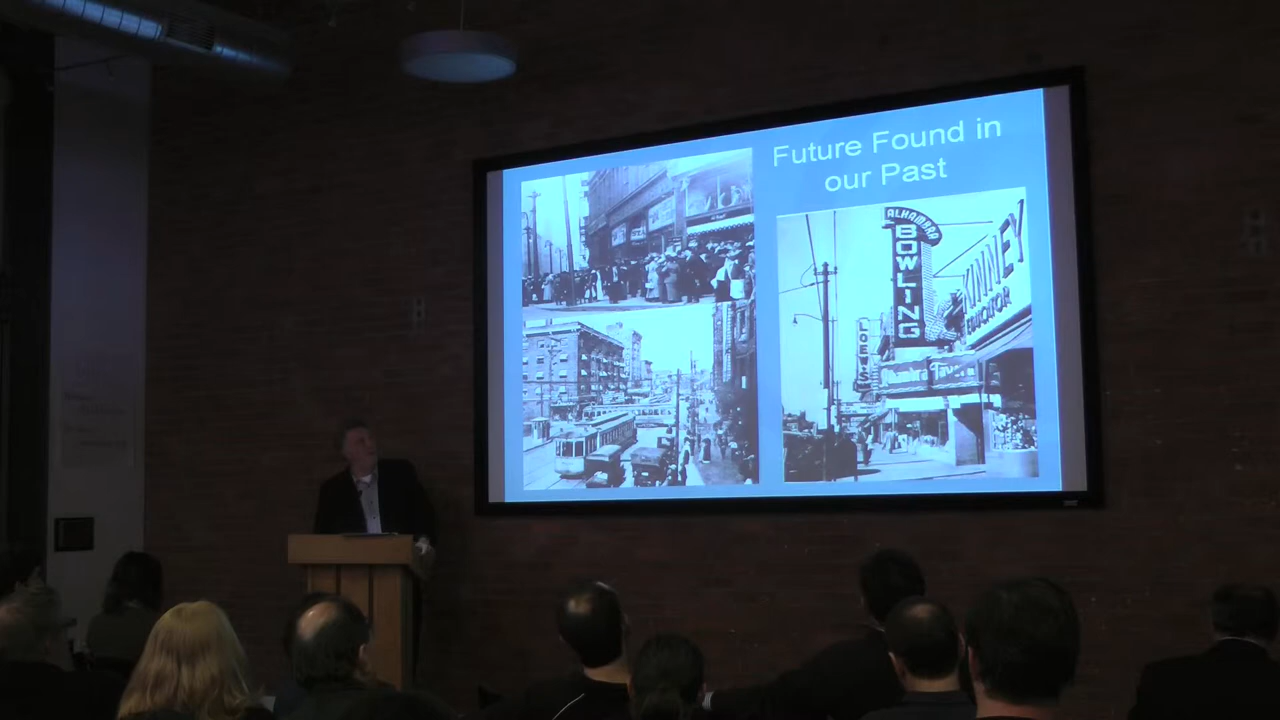 Future Found in
our Past
ALHAMBRA
BOWLING
KINNEY
EDUCATOR
LOEW'S